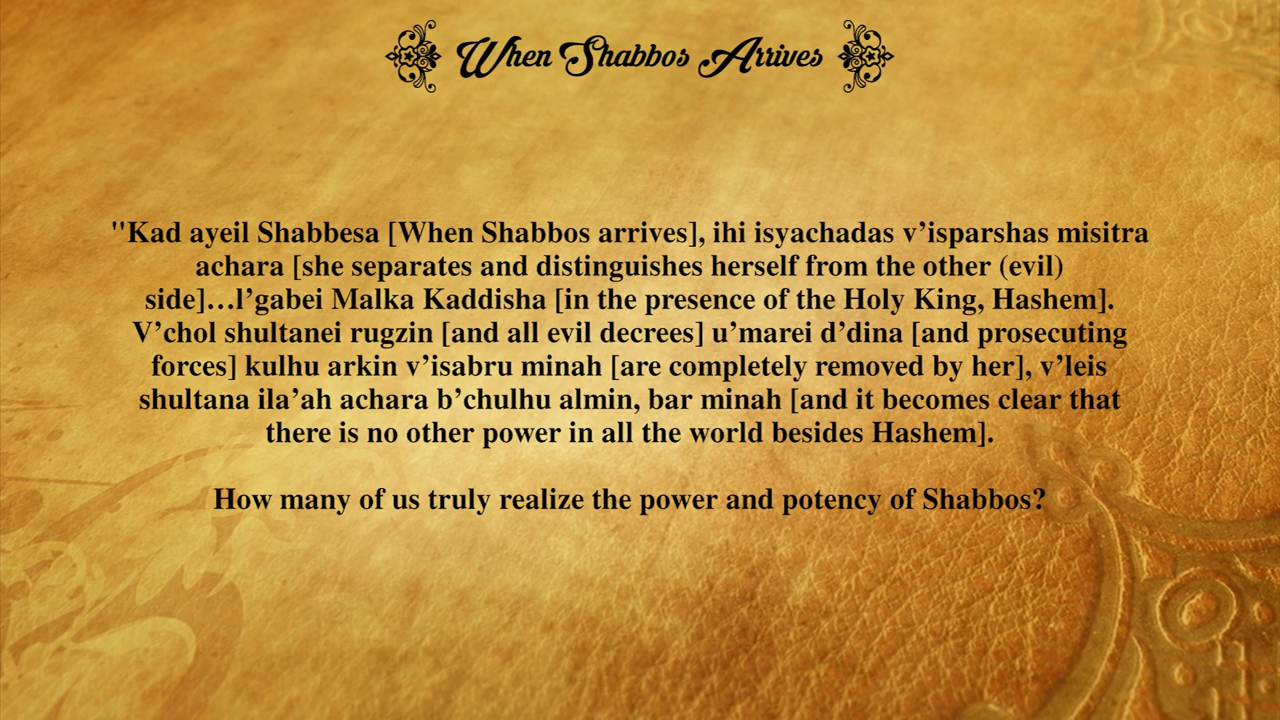 When Shabbos Arrives
"Kad ayeil Shabbesa [When Shabbos arrives], ihi isyachadas v’isparshas misitra
achara [she separates and distinguishes herself from the other (evil)
side]…l’gabei Malka Kaddisha [in the presence of the Holy King, Hashem].
V’chol shultanei rugzin [and all evil decrees] u’marei d’dina [and prosecuting
forces] kulhu arkin v’isabru minah [are completely removed by her], v’leis
shultana ila’ah achara b’chulhu almin, bar minah [and it becomes clear that
there is no other power in all the world besides Hashem].
How many of us truly realize the power and potency of Shabbos?